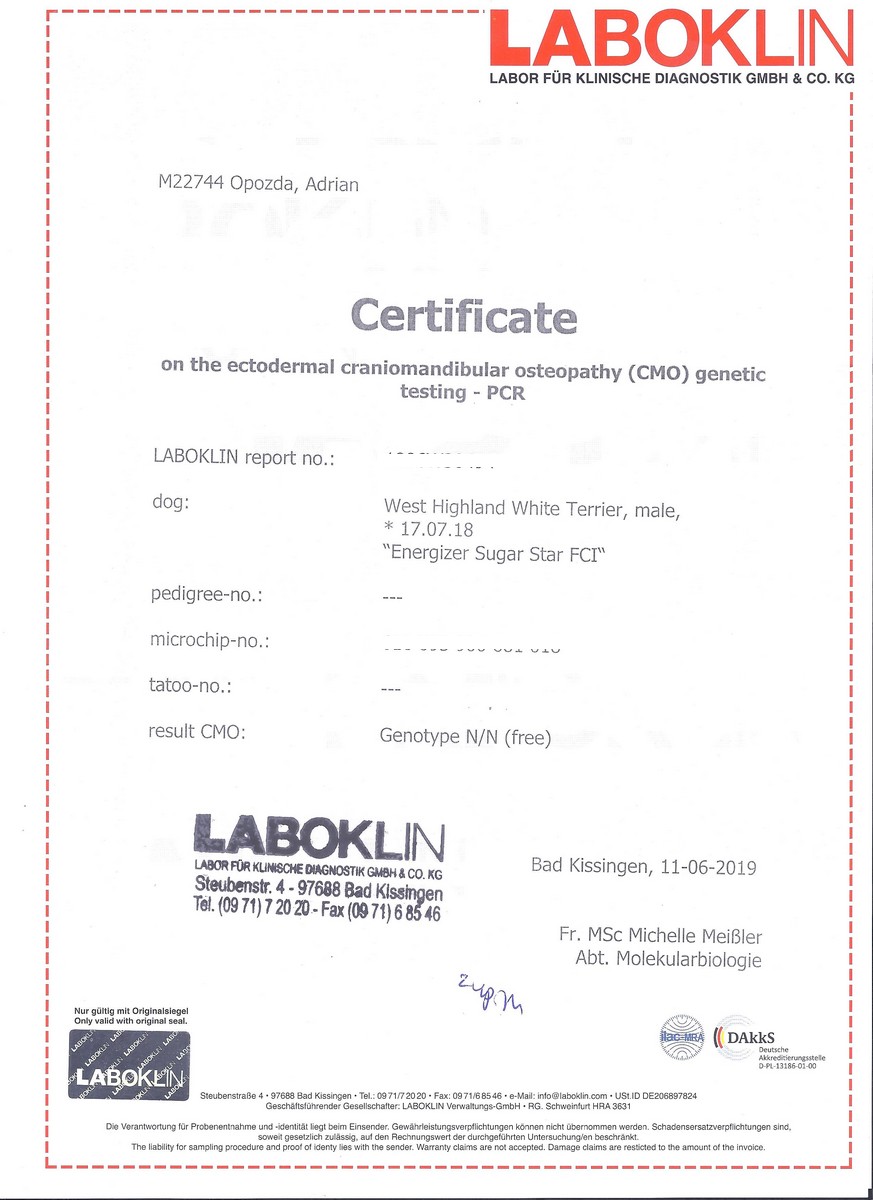 LABOKLIN
LABOR FÜR KLINISCHE DIAGNOSTIK GMBH & CO. KG
M22744 Opozda, Adrian
Certificate
on the ectodermal craniomandibular osteopathy (CMO) genetic
testing - PCR
LABOKLIN report no.:
dog: West Highland White Terrier, male,
* 17.07.18
“Energizer Sugar Star FCI“
pedigree-no.: ---
microchip-no.:
tatoo-no.: ---
result CMO: Genotype N/N (free)
LABOKLIN
LABOR FÜR KLINISCHE DIAGNOSTIK GMBH & CO. KG
Steubenstr. 4 - 97688 Bad Kissingen
Tel. (09 71) 7 20 20 - Fax (09 71) 6 85 46
Bad Kissingen, 11-06-2019
Fr. MSc Michelle Meißler
Abt. Molekularbiologie
Nur gültig mit Originalsiegel
Only valid with original seal.
LABOKLIN
ilac-MRA
DAkkS
Deutsche
Akkreditierungsstelle
D-PL-13186-01-00
Steubenstraße 4 • 97688 Bad Kissingen • Tel.: 09 71/7 20 20 • Fax: 09 71/6 85 46 • e-Mail: info@laboklin.com • USt.ID DE206897824
Geschäftsführender Gesellschafter: LABOKLIN Verwaltungs-GmbH • RG. Schweinfurt HRA 3631
Die Verantwortung für Probenentnahme und -identität liegt beim Einsender. Gewährleistungsverpflichtungen können nicht übernommen werden. Schadensersatzverpflichtungen sind,
soweit gesetzlich zulässig, auf den Rechnungswert der durchgeführten Untersuchung/en beschränkt.
The liability for sampling procedure and proof of identy lies with the sender. Warranty claims are not accepted. Damage claims are resticted to the amount of the invoice.